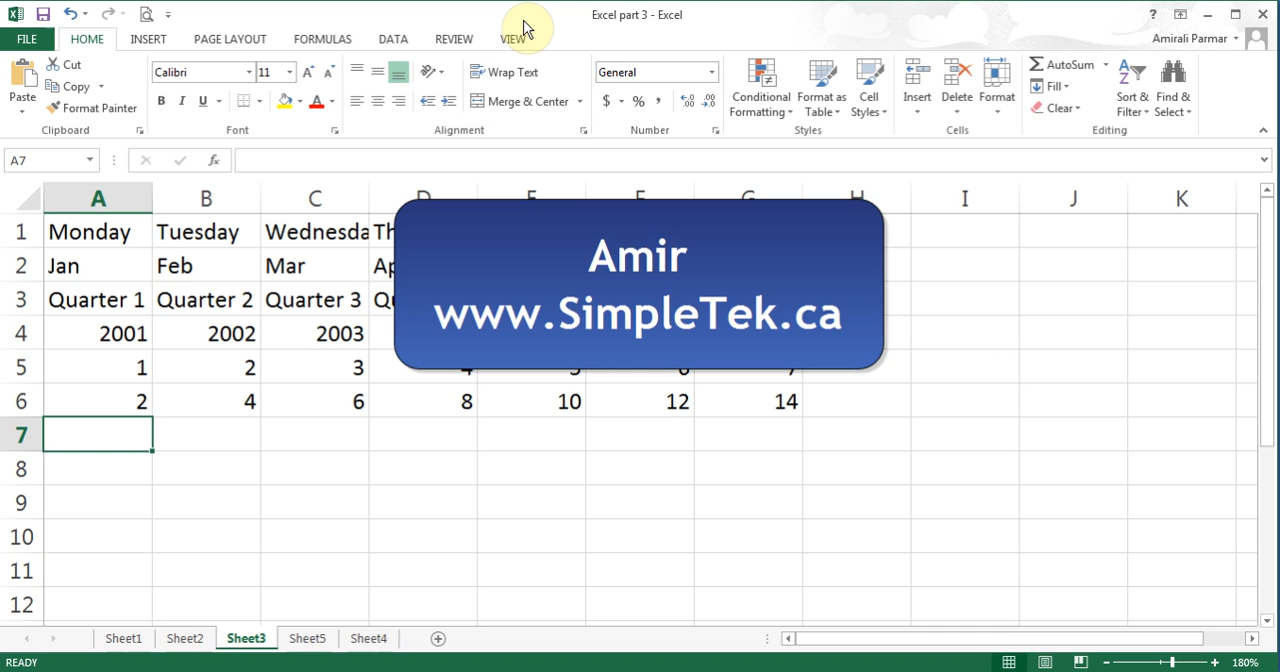 Excel part 3 - Excel
FILE HOME INSERT PAGE LAYOUT FORMULAS DATA REVIEW VIEW Amirali Parmar
Cut
Copy
Format Painter
Paste
Clipboard
Calibri 11
B I U
Font
Wrap Text
Merge & Center
Alignment
General
$ % ,
Number
Conditional
Formatting
Format as
Table
Cell
Styles
Styles
Insert Delete Format
Cells
AutoSum
Fill
Clear
Sort &
Filter
Find &
Select
Editing
A7 fx
A B C D E F G H I J K
1 Monday Tuesday Wednesda
2 Jan Feb Mar
3 Quarter 1 Quarter 2 Quarter 3
4 2001 2002 2003
5 1 2 3
6 2 4 6 8 10 12 14
7
8
9
10
11
12
Amir
www.SimpleTek.ca
Sheet1 Sheet2 Sheet3 Sheet5 Sheet4
READY 180%